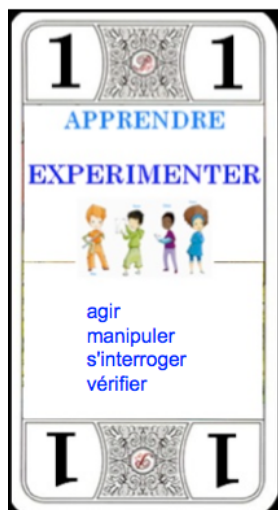 1 1
APPRENDRE
EXPERIMENTER
agir
manipuler
s'interroger
vérifier
1 1